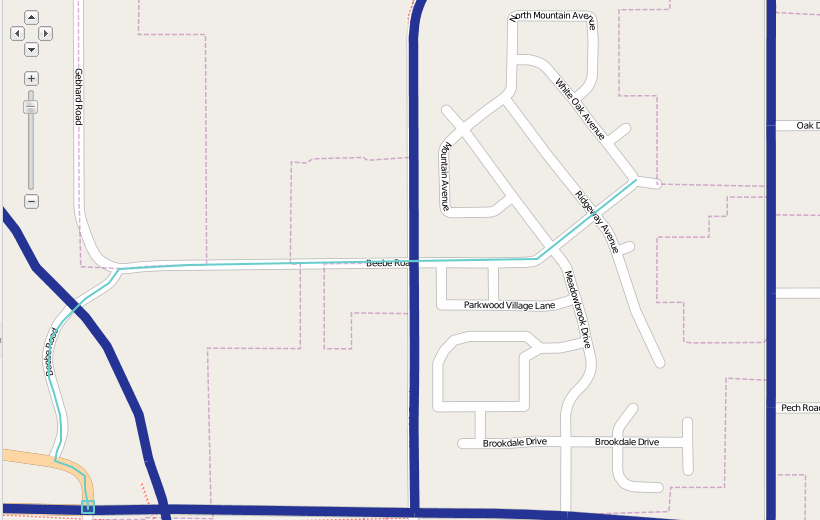 North Mountain Avenue
Gebhard Road
White Oak Avenue
Oak D
Mountain Avenue
Ridgeway Avenue
Beebe Roa
Meadowbrook Drive
Parkwood Village Lane
Beebe Road
Pech Road
Brookdale Drive
Brookdale Drive